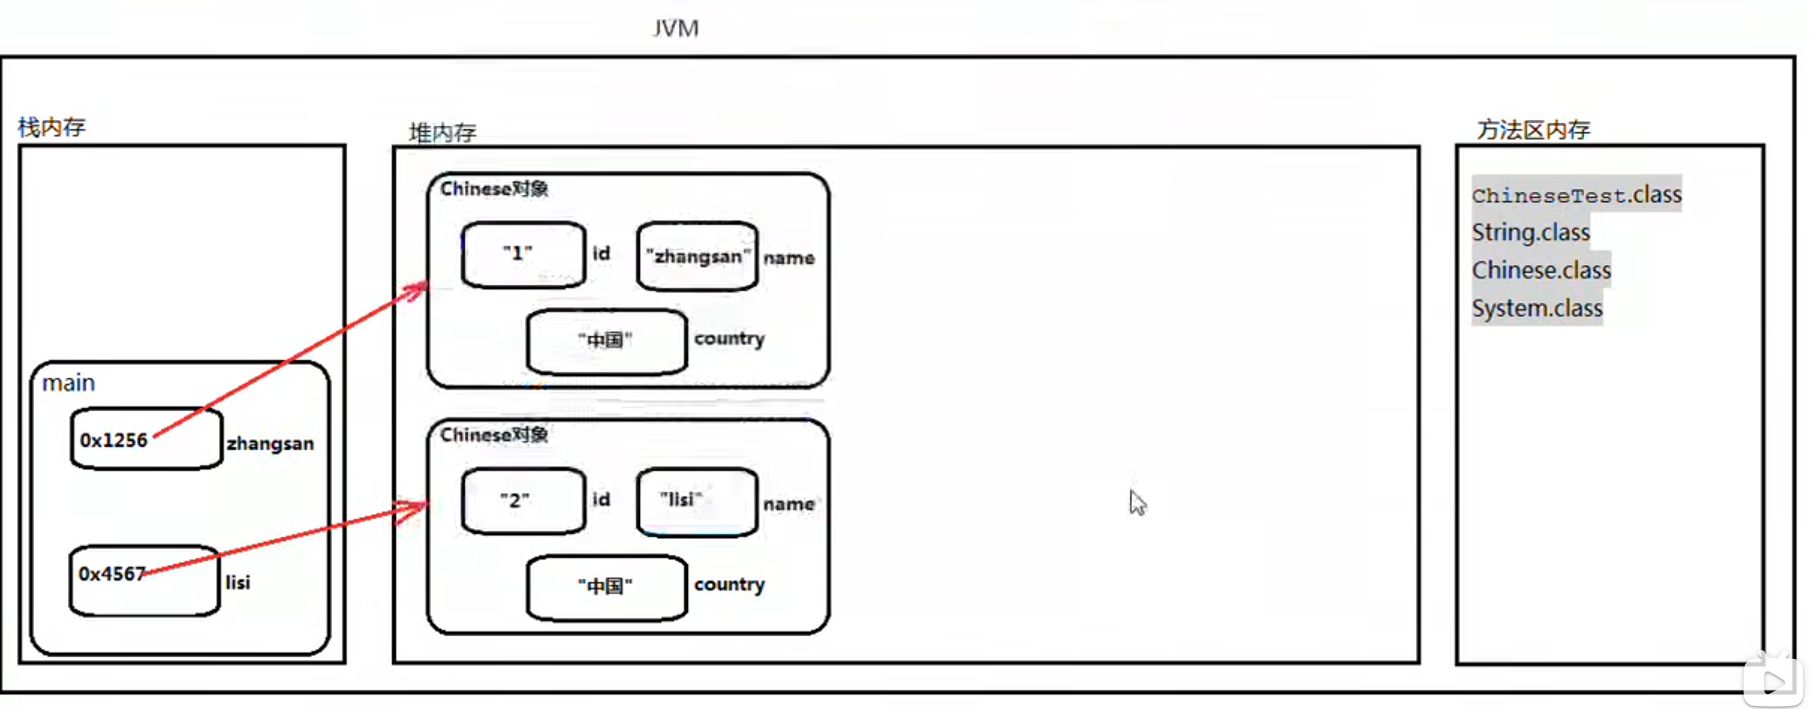 JVM
栈内存
堆内存
方法区内存
Chinese对象
"1" id "zhangsan" name
"中国" country
Chinese对象
"2" id "lisi" name
"中国" country
main
0x1256 zhangsan
0x4567 lisi
ChineseTest.class
String.class
Chinese.class
System.class